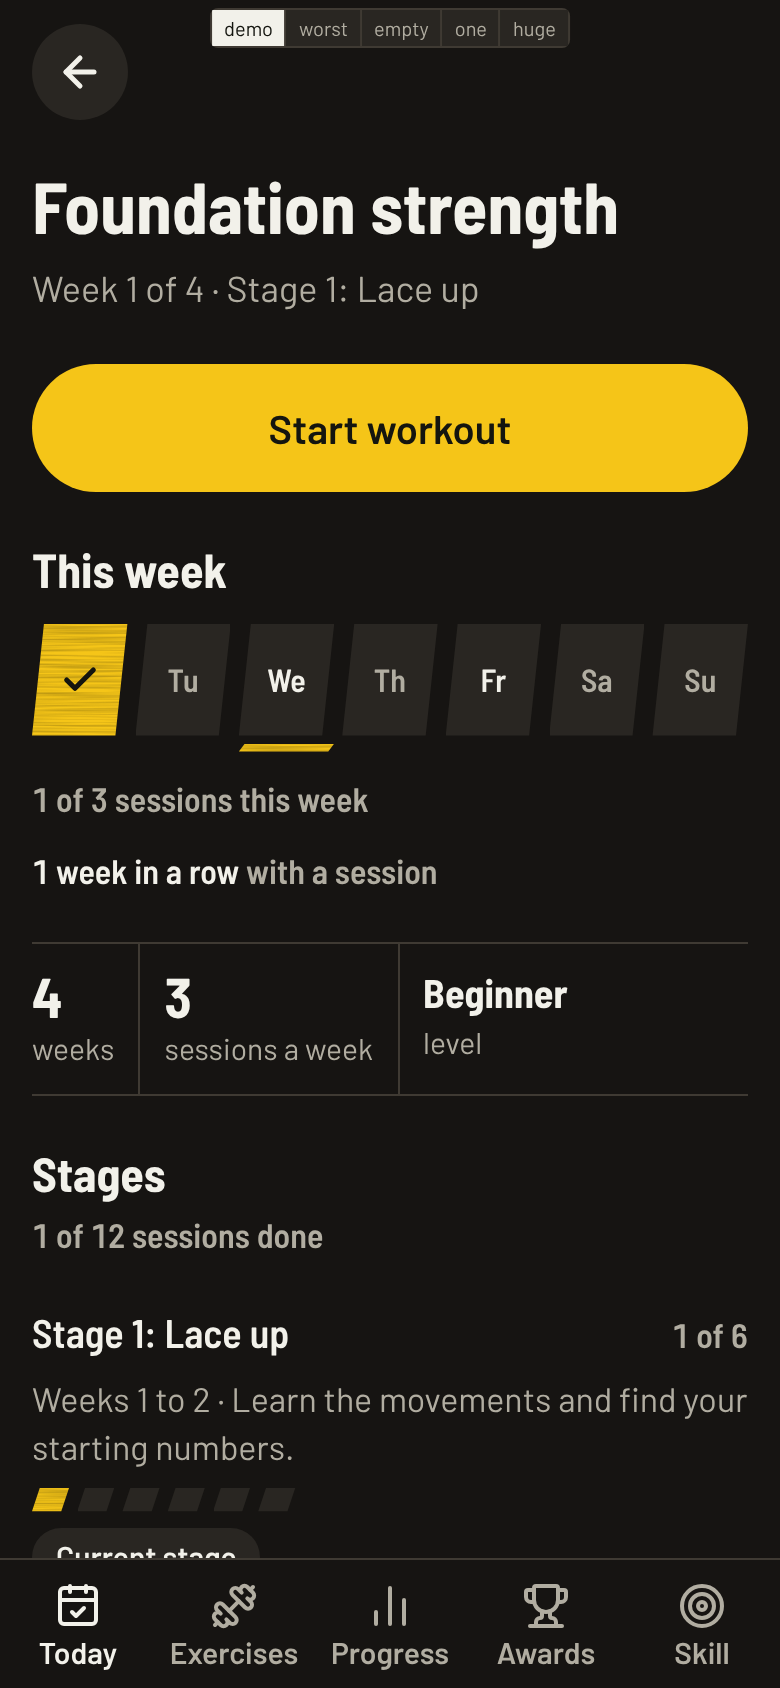 demo worst empty one huge
Foundation strength
Week 1 of 4 · Stage 1: Lace up
Start workout
This week
Tu We Th Fr Sa Su
1 of 3 sessions this week
1 week in a row with a session
4 3 Beginner
weeks sessions a week level
Stages
1 of 12 sessions done
Stage 1: Lace up 1 of 6
Weeks 1 to 2 · Learn the movements and find your
starting numbers.
Current stage
Today Exercises Progress Awards Skill